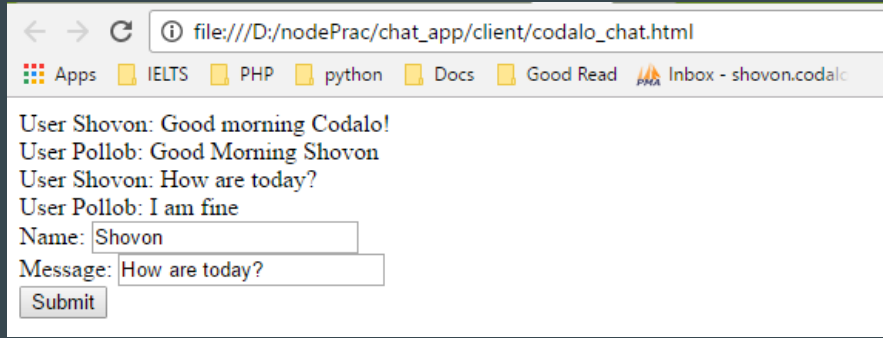 file:///D:/nodePrac/chat_app/client/codalo_chat.html
Apps IELTS PHP python Docs Good Read Inbox - shovon.codalo
User Shovon: Good morning Codalo!
User Pollob: Good Morning Shovon
User Shovon: How are today?
User Pollob: I am fine
Name: Shovon
Message: How are today?
Submit